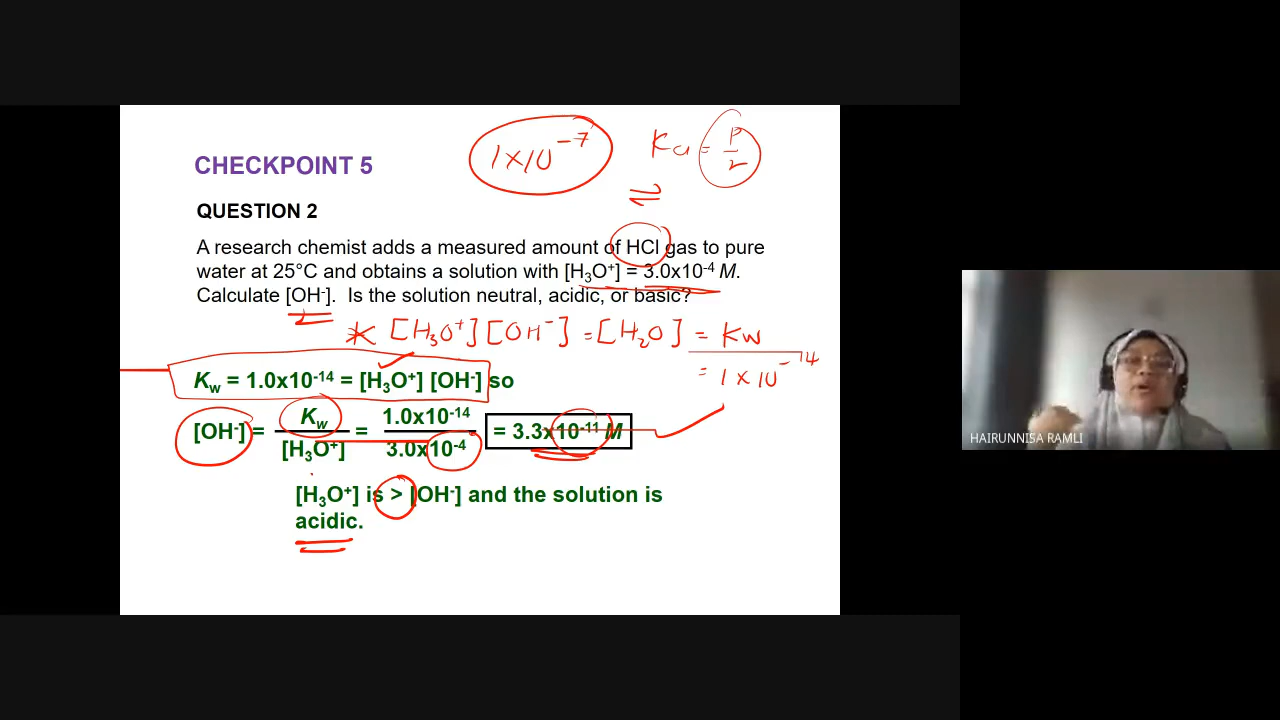 1×10⁻⁷
Ka = P/r
CHECKPOINT 5
⇌
QUESTION 2
A research chemist adds a measured amount of HCl gas to pure
water at 25°C and obtains a solution with [H₃O⁺] = 3.0x10⁻⁴ M.
Calculate [OH⁻].  Is the solution neutral, acidic, or basic?
* [H₃O⁺][OH⁻] = [H₂O] = Kw
= 1 × 10⁻¹⁴
Kw = 1.0x10⁻¹⁴ = [H₃O⁺] [OH⁻] so
[OH⁻] = Kw / [H₃O⁺] = 1.0x10⁻¹⁴ / 3.0x10⁻⁴ = 3.3x10⁻¹¹ M
[H₃O⁺] is > [OH⁻] and the solution is
acidic.
HAIRUNNISA RAMLI